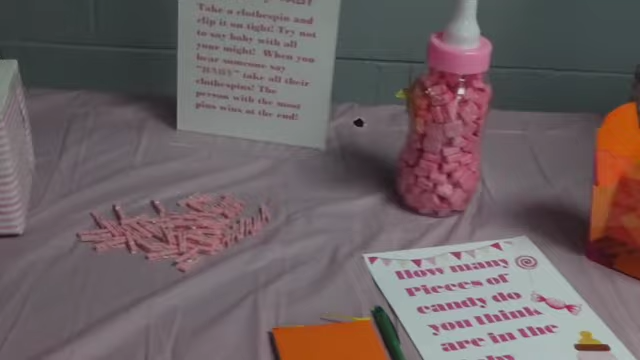 Take a clothespin and
clip it on tight! Try not
to say baby with all
your might! When you
hear someone say
"BABY" take all their
clothespins! The
person with the most
pins wins at the end!
How many
Pieces of
candy do
you think
are in the